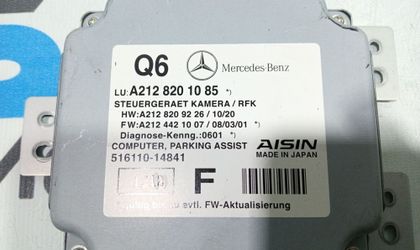 Q6 Mercedes-Benz
LU: A212 820 10 85 *)
STEUERGERAET KAMERA / RFK
HW: A212 820 92 26 / 10/20
FW: A212 442 10 07 / 08/03/01 *)
Diagnose-Kenng.:0601 *)
COMPUTER, PARKING ASSIST
516110-14841
AISIN
MADE IN JAPAN
F
evtl. FW-Aktualisierung